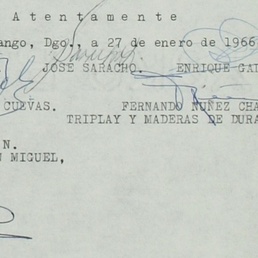 Atentamente
ango, Dgo., a 27 de enero de 1966
JOSE SARACHO. ENRIQUE GA
CUEVAS. FERNANDO NUÑEZ CHA
TRIPLAY Y MADERAS DE DURA
N.
N MIGUEL,